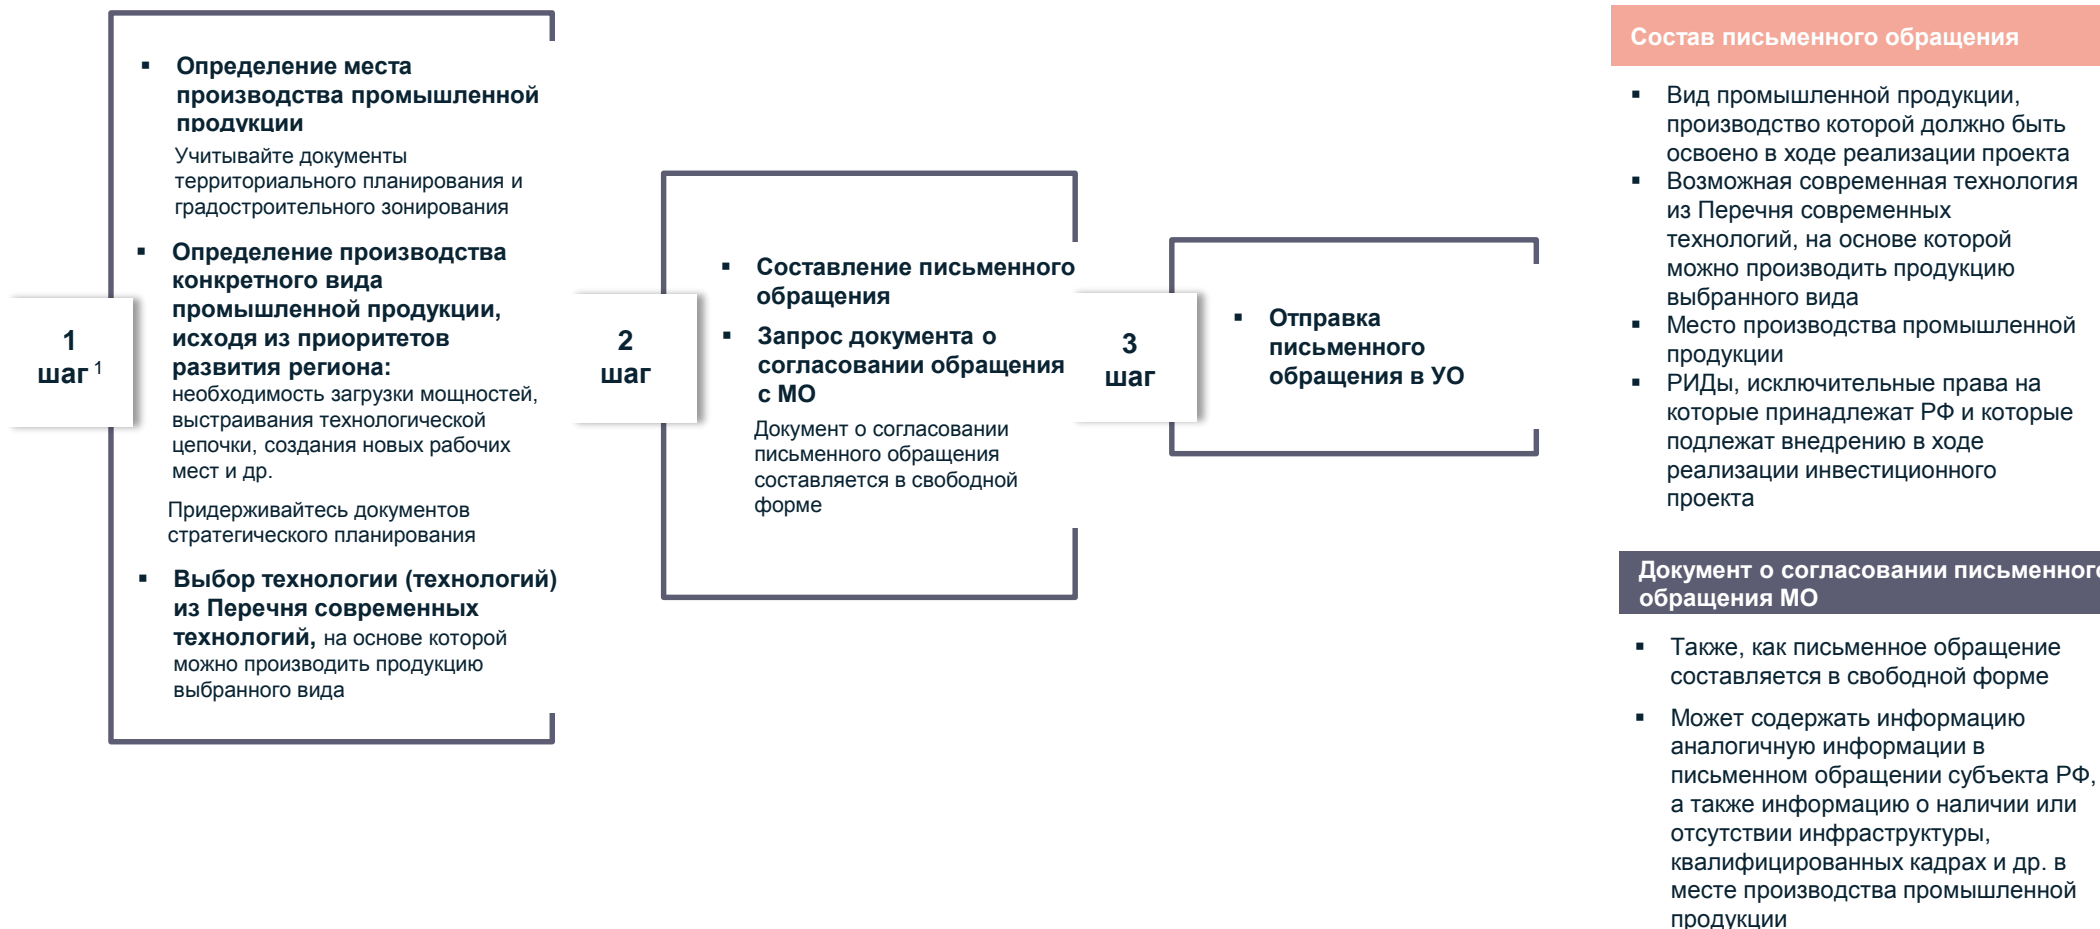 1
шаг 1
▪ Определение места
производства промышленной
продукции
Учитывайте документы
территориального планирования и
градостроительного зонирования
▪ Определение производства
конкретного вида
промышленной продукции,
исходя из приоритетов
развития региона:
необходимость загрузки мощностей,
выстраивания технологической
цепочки, создания новых рабочих
мест и др.
Придерживайтесь документов
стратегического планирования
▪ Выбор технологии (технологий)
из Перечня современных
технологий, на основе которой
можно производить продукцию
выбранного вида
2
шаг
▪ Составление письменного
обращения
▪ Запрос документа о
согласовании обращения
с МО
Документ о согласовании
письменного обращения
составляется в свободной
форме
3
шаг
▪ Отправка
письменного
обращения в УО
Состав письменного обращения
▪ Вид промышленной продукции,
производство которой должно быть
освоено в ходе реализации проекта
▪ Возможная современная технология
из Перечня современных
технологий, на основе которой
можно производить продукцию
выбранного вида
▪ Место производства промышленной
продукции
▪ РИДы, исключительные права на
которые принадлежат РФ и которые
подлежат внедрению в ходе
реализации инвестиционного
проекта
Документ о согласовании письменного
обращения МО
▪ Также, как письменное обращение
составляется в свободной форме
▪ Может содержать информацию
аналогичную информации в
письменном обращении субъекта РФ,
а также информацию о наличии или
отсутствии инфраструктуры,
квалифицированных кадрах и др. в
месте производства промышленной
продукции